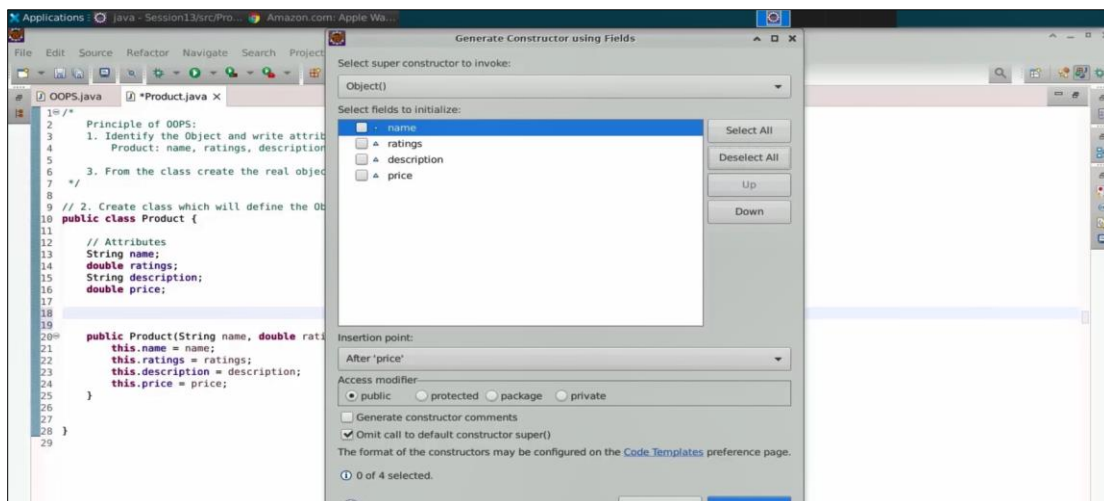 Applications java - Session13/src/Pro... Amazon.com: Apple Wa...
Generate Constructor using Fields
File Edit Source Refactor Navigate Search Project
OOPS.java *Product.java
1 /*
2 Principle of OOPS:
3 1. Identify the Object and write attrib
4 Product: name, ratings, description
5
6 3. From the class create the real objec
7 */
8
9 // 2. Create class which will define the Ob
10 public class Product {
11
12 // Attributes
13 String name;
14 double ratings;
15 String description;
16 double price;
17
18
19
20 public Product(String name, double rati
21 this.name = name;
22 this.ratings = ratings;
23 this.description = description;
24 this.price = price;
25 }
26
27
28 }
29
Select super constructor to invoke:
Object()
Select fields to initialize:
name
ratings
description
price
Select All
Deselect All
Up
Down
Insertion point:
After 'price'
Access modifier
public protected package private
Generate constructor comments
Omit call to default constructor super()
The format of the constructors may be configured on the Code Templates preference page.
0 of 4 selected.